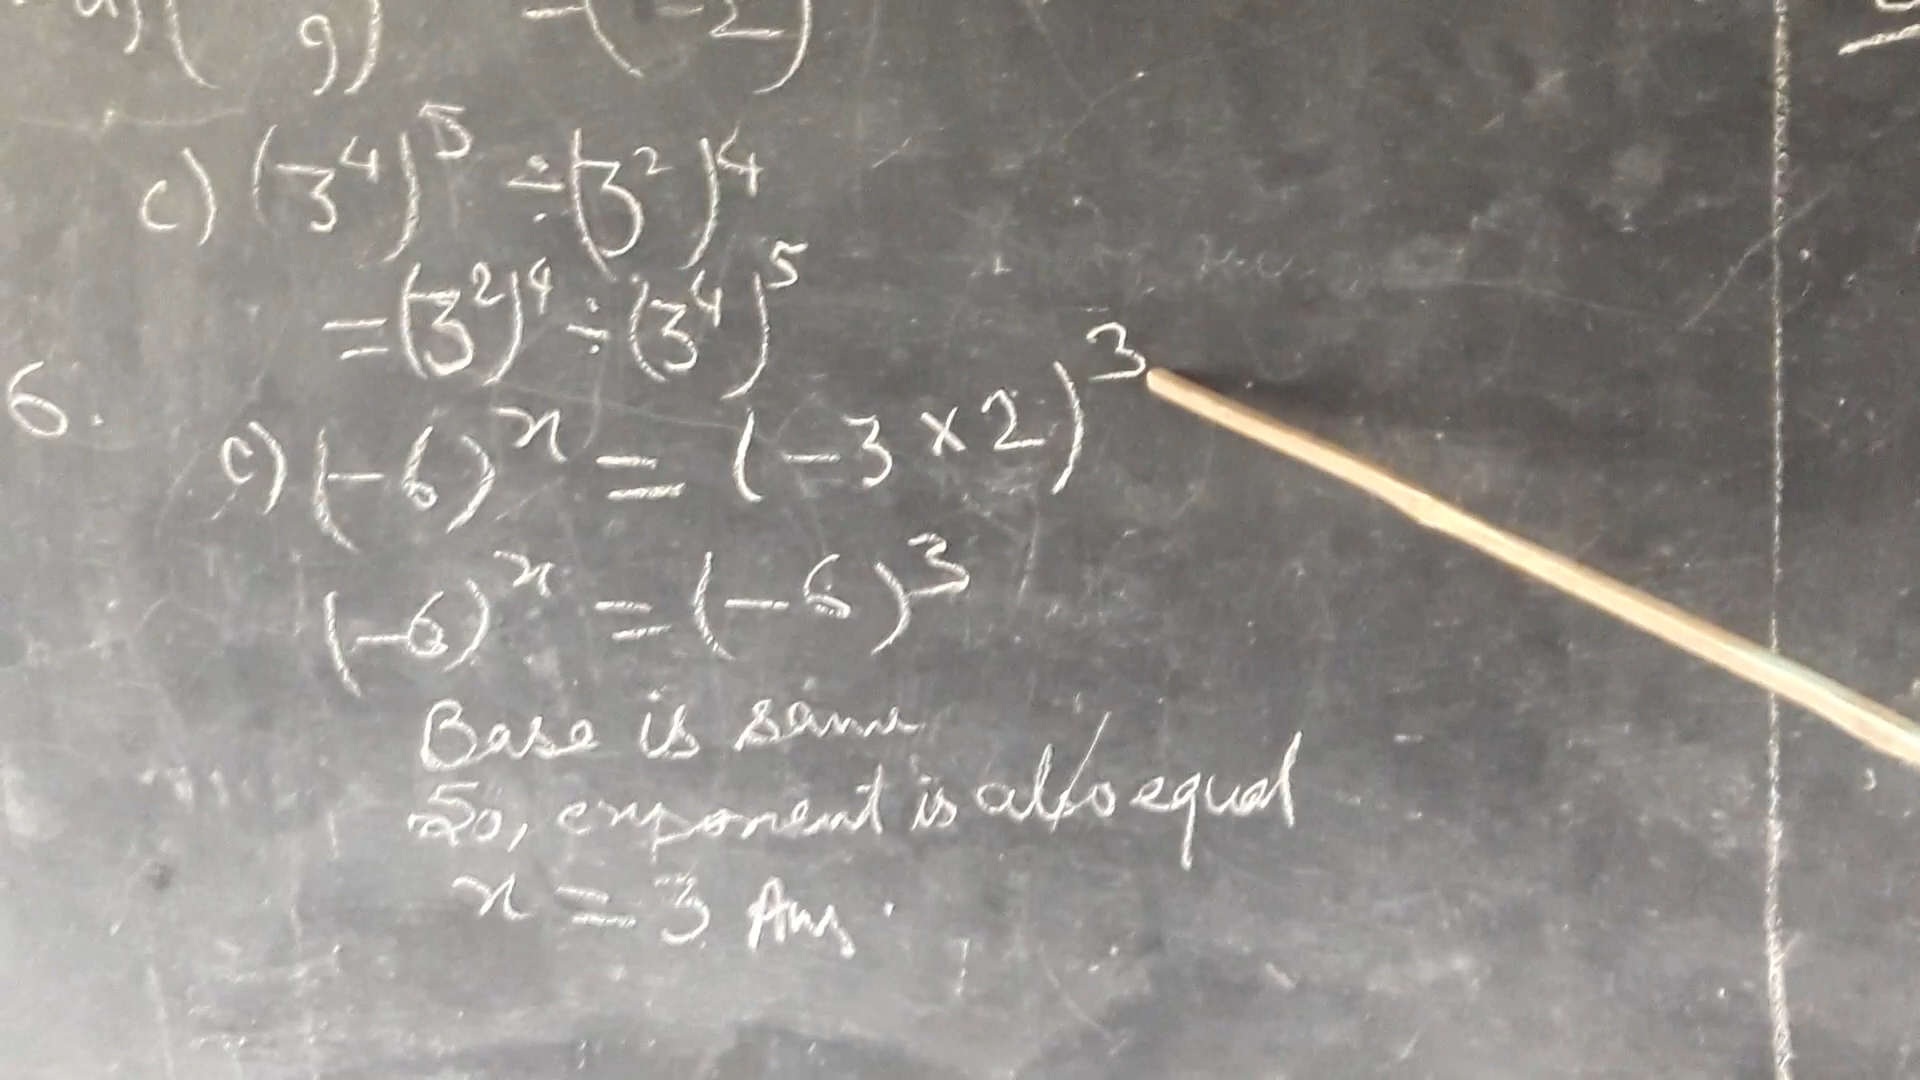 9) -(-2)
c) (3⁴)⁵ ÷ (3²)⁴
= (3²)⁴ ÷ (3⁴)⁵
6.
c) (-6)ˣ = (-3 × 2)³
(-6)ˣ = (-6)³
Base is same
So, exponent is also equal
x = 3 Ans.